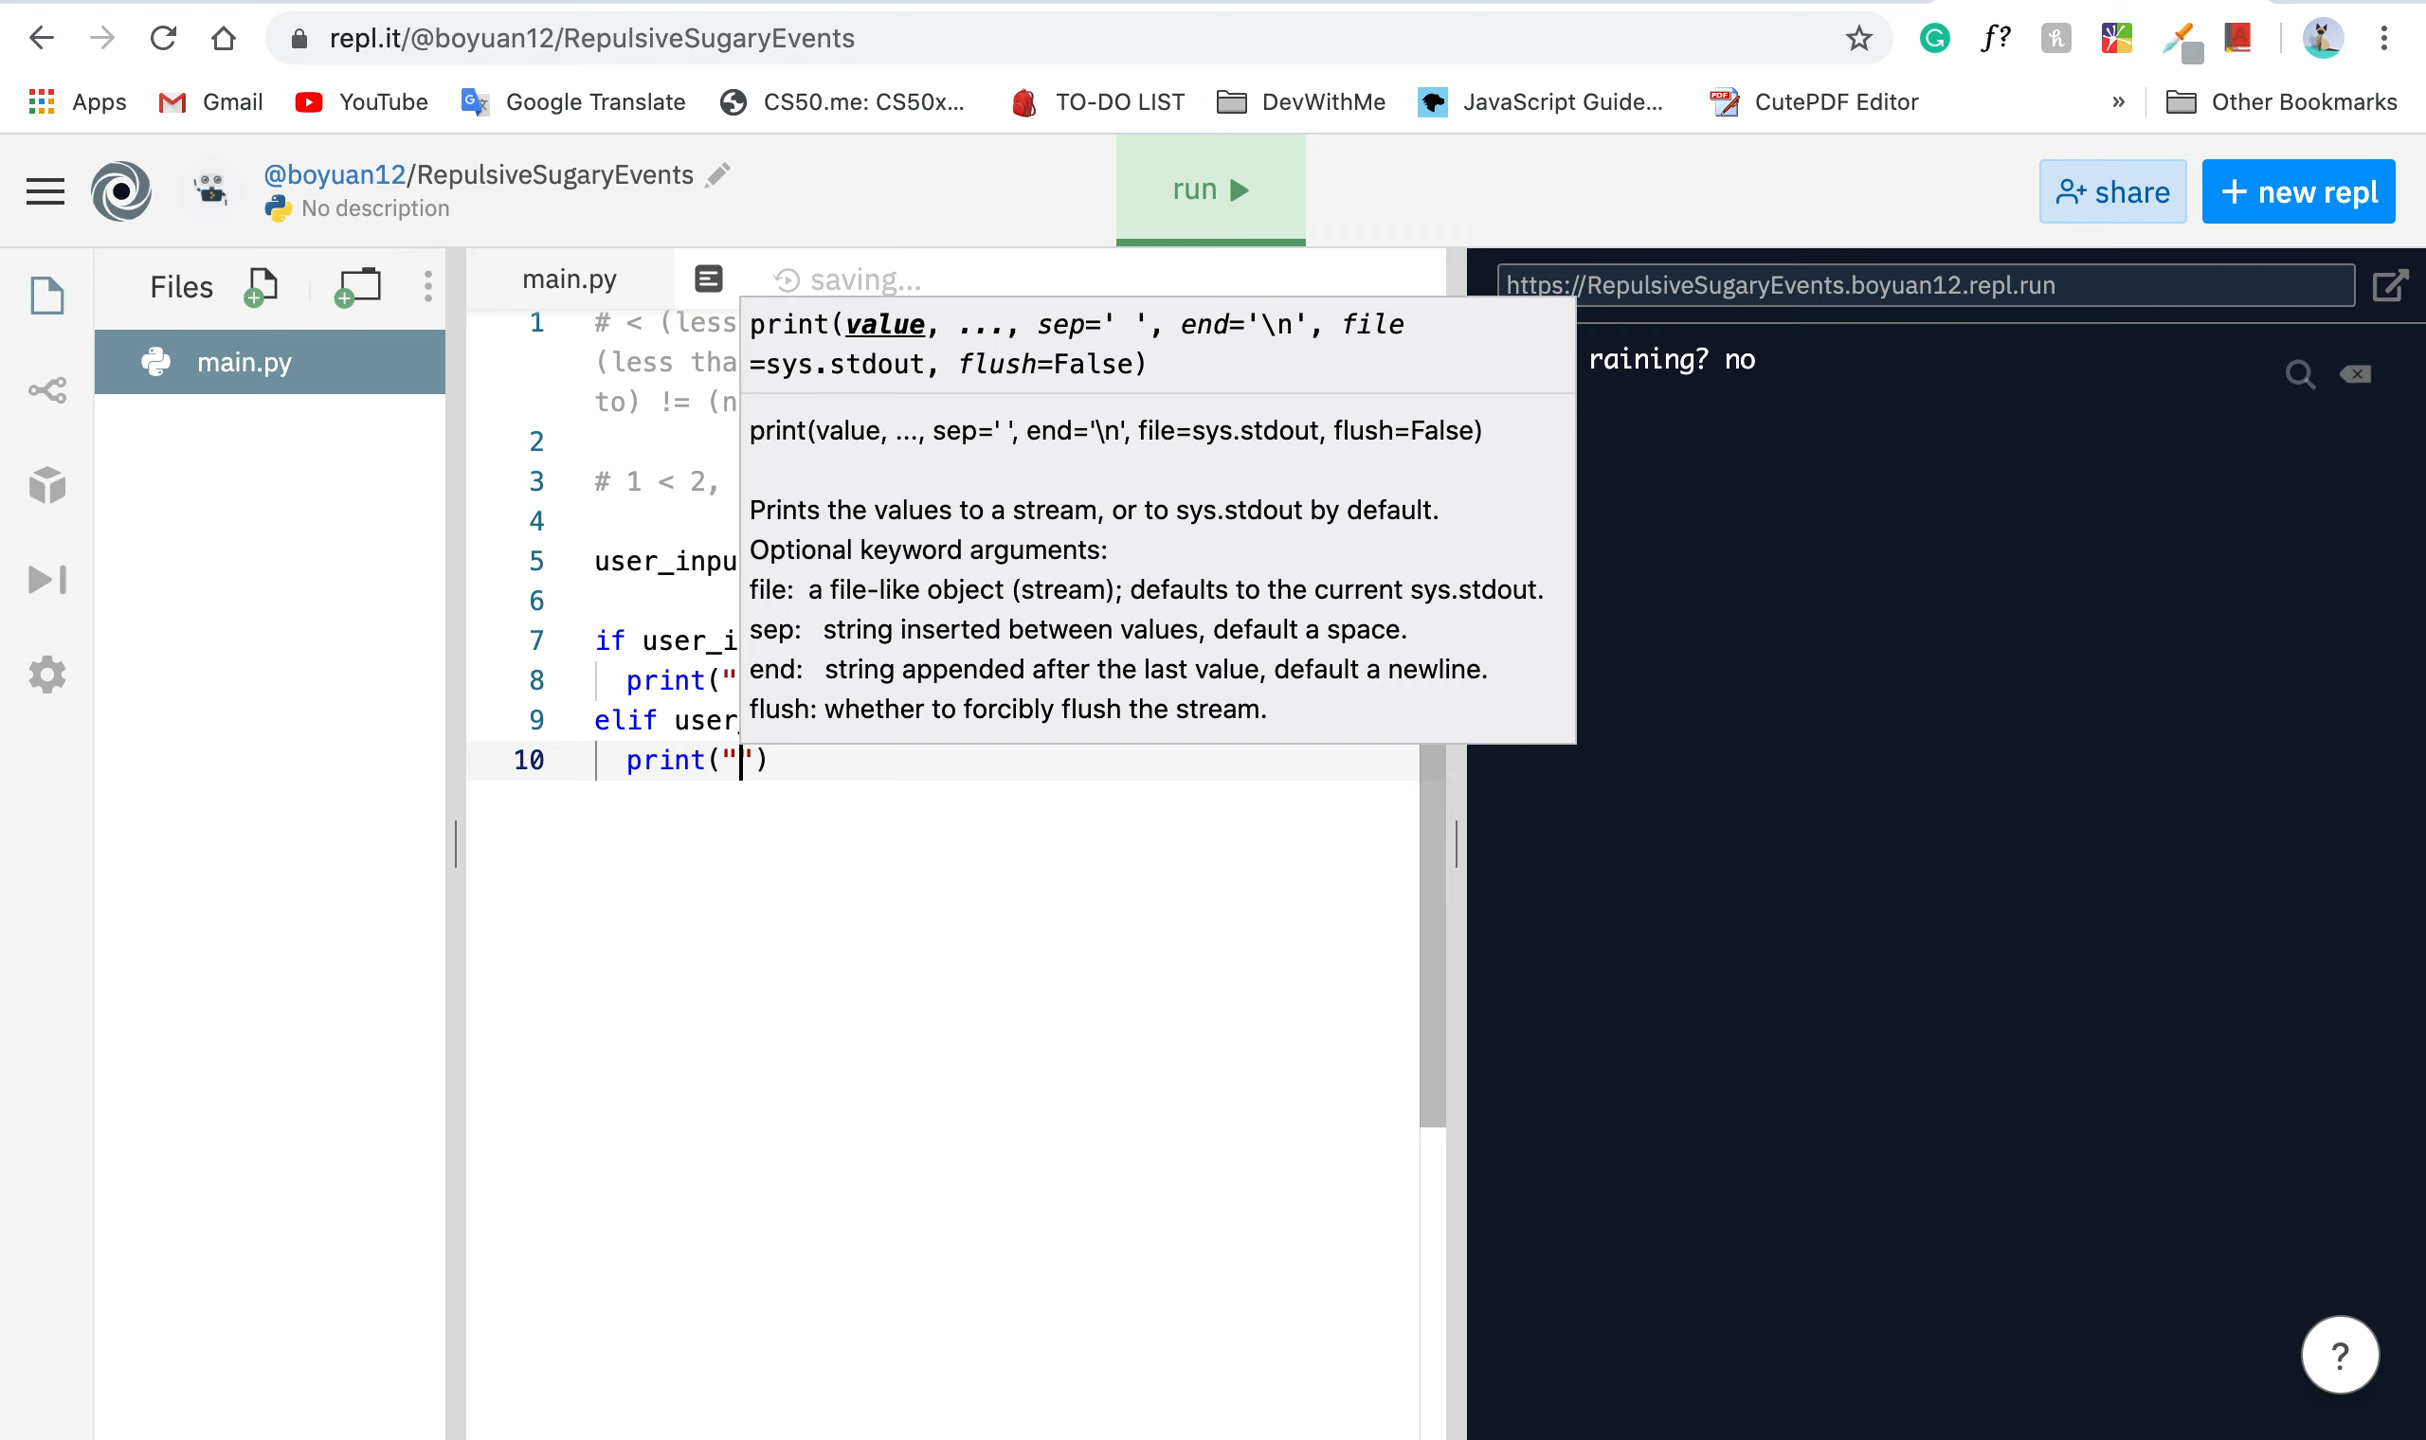 repl.it/@boyuan12/RepulsiveSugaryEvents
f?
Apps Gmail YouTube Google Translate CS50.me: CS50x... TO-DO LIST DevWithMe JavaScript Guide... CutePDF Editor » Other Bookmarks
@boyuan12/RepulsiveSugaryEvents
No description
run
share
+ new repl
Files
main.py
main.py
saving...
https://RepulsiveSugaryEvents.boyuan12.repl.run
1 # < (less
(less tha
to) != (n
2
3 # 1 < 2,
4
5 user_inpu
6
7 if user_i
8 print("
9 elif user_
10 print("")
print(value, ..., sep=' ', end='\n', file
=sys.stdout, flush=False)
print(value, ..., sep=' ', end='\n', file=sys.stdout, flush=False)
Prints the values to a stream, or to sys.stdout by default.
Optional keyword arguments:
file: a file-like object (stream); defaults to the current sys.stdout.
sep: string inserted between values, default a space.
end: string appended after the last value, default a newline.
flush: whether to forcibly flush the stream.
raining? no
?